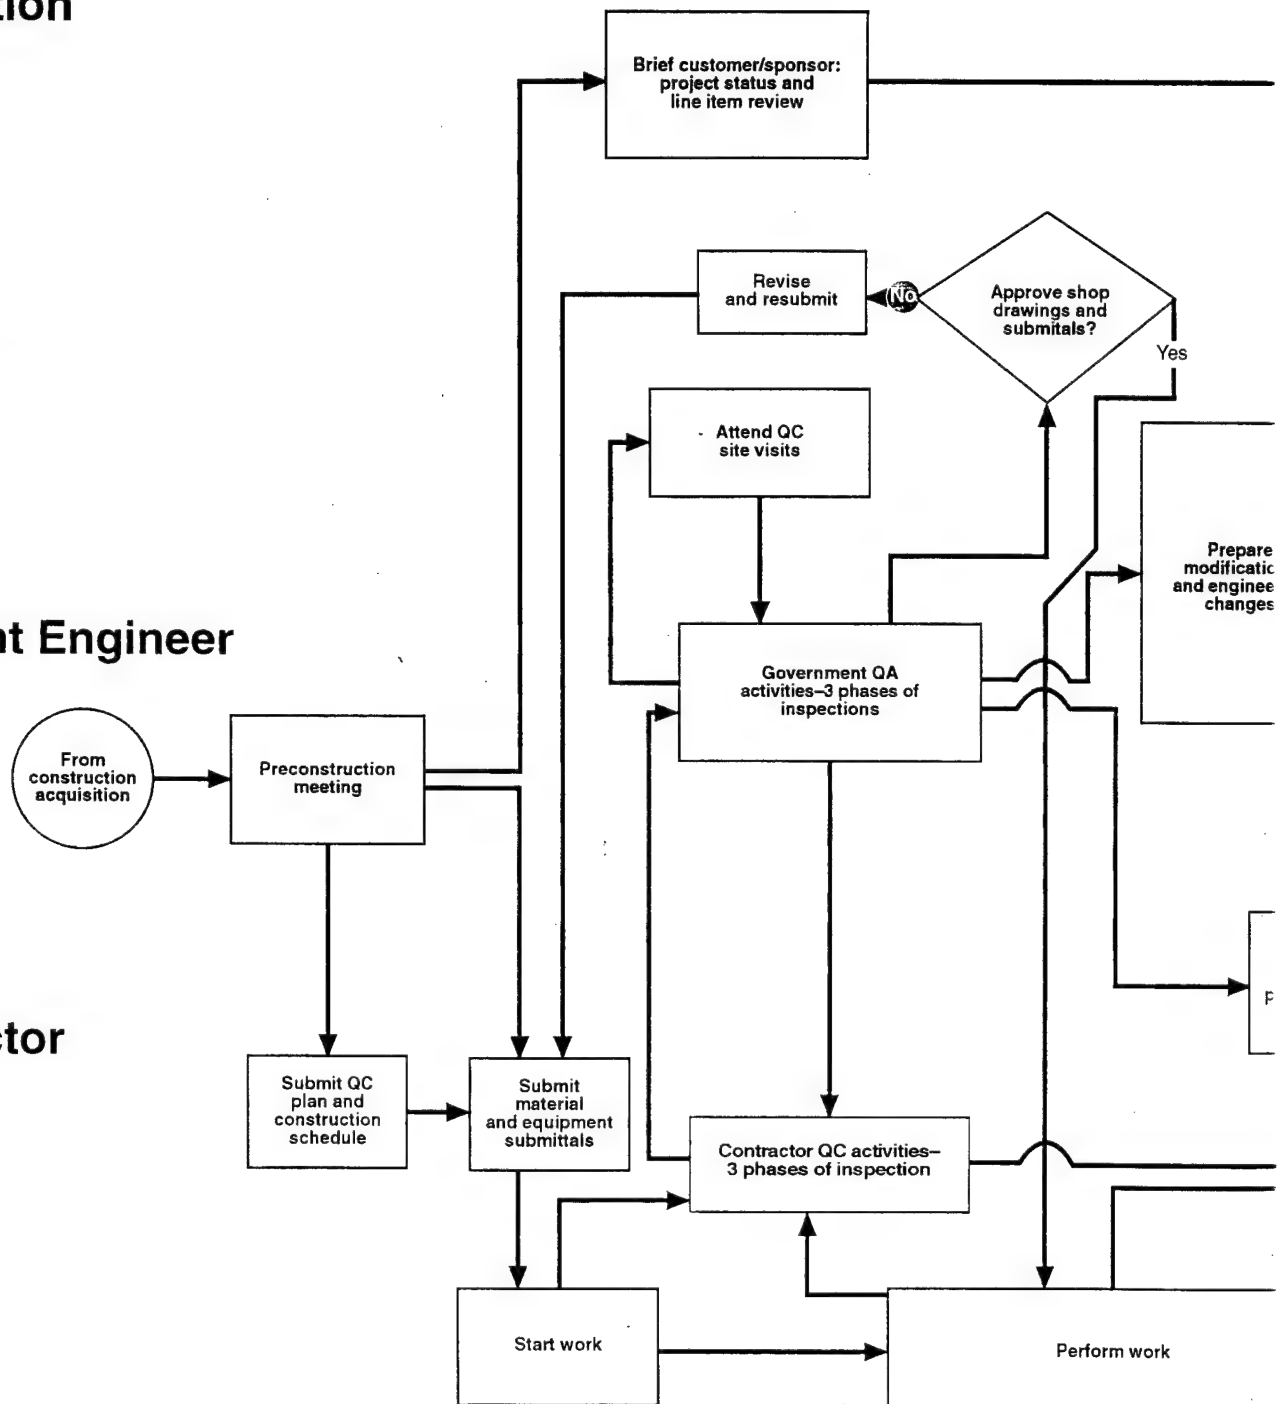 tion
Brief customer/sponsor:
project status and
line item review
Revise
and resubmit
No
Approve shop
drawings and
submitals?
Yes
Attend QC
site visits
Prepare
modificatic
and enginee
changes
nt Engineer
Government QA
activities–3 phases of
inspections
From
construction
acquisition
Preconstruction
meeting
p
ctor
Submit QC
plan and
construction
schedule
Submit
material
and equipment
submittals
Contractor QC activities–
3 phases of inspection
Start work
Perform work